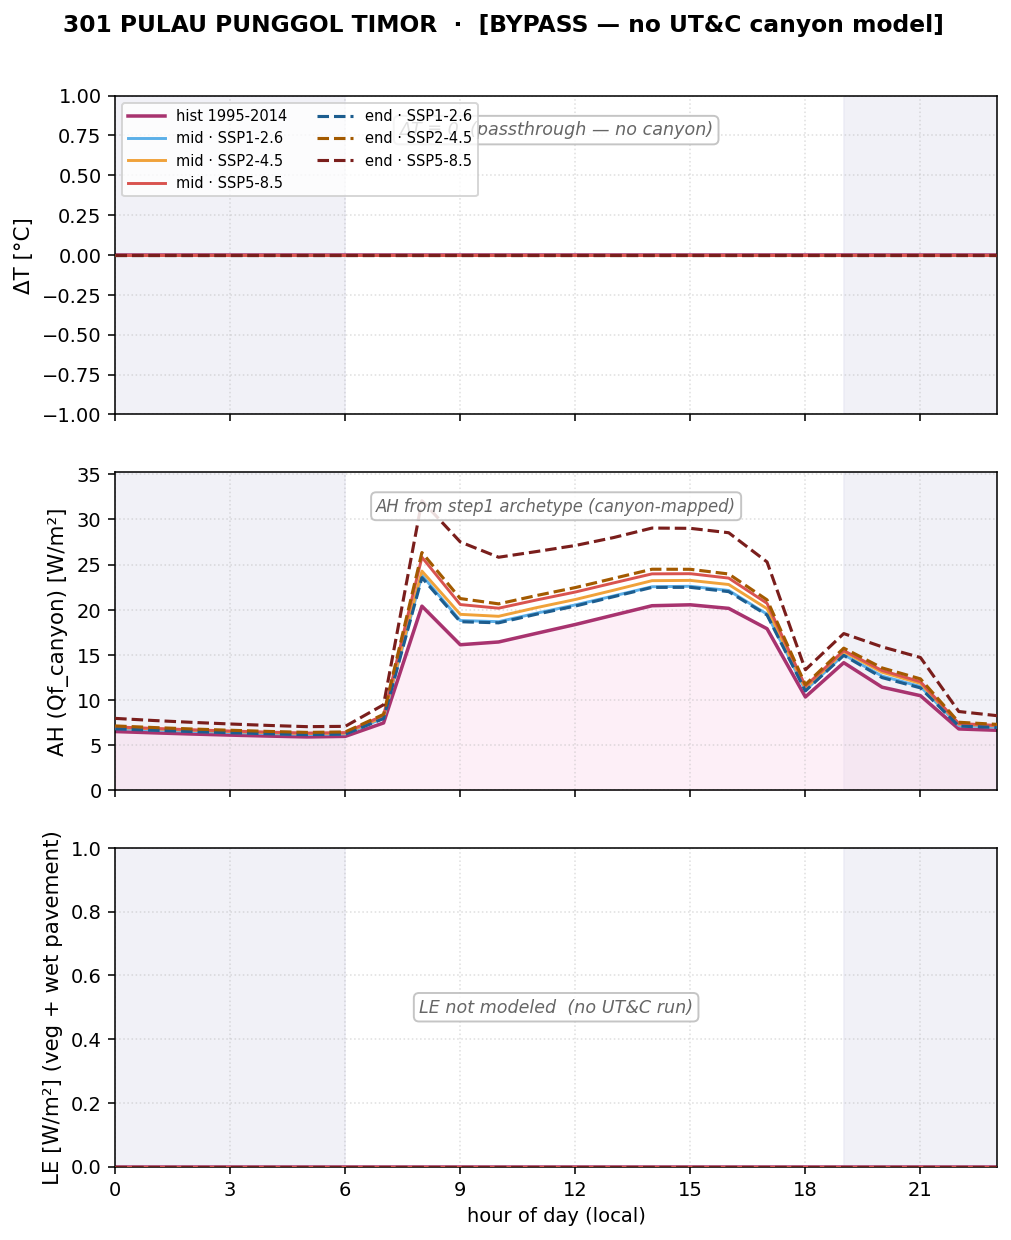 301 PULAU PUNGGOL TIMOR · [BYPASS — no UT&C canyon model]
1.00
0.75
0.50
0.25
0.00
−0.25
−0.50
−0.75
−1.00
ΔT [°C]
hist 1995-2014
mid · SSP1-2.6
mid · SSP2-4.5
mid · SSP5-8.5
end · SSP1-2.6
end · SSP2-4.5
end · SSP5-8.5
(passthrough — no canyon)
35
30
25
20
15
10
5
0
AH (Qf_canyon) [W/m²]
AH from step1 archetype (canyon-mapped)
1.0
0.8
0.6
0.4
0.2
0.0
LE [W/m²] (veg + wet pavement)
LE not modeled (no UT&C run)
0 3 6 9 12 15 18 21
hour of day (local)